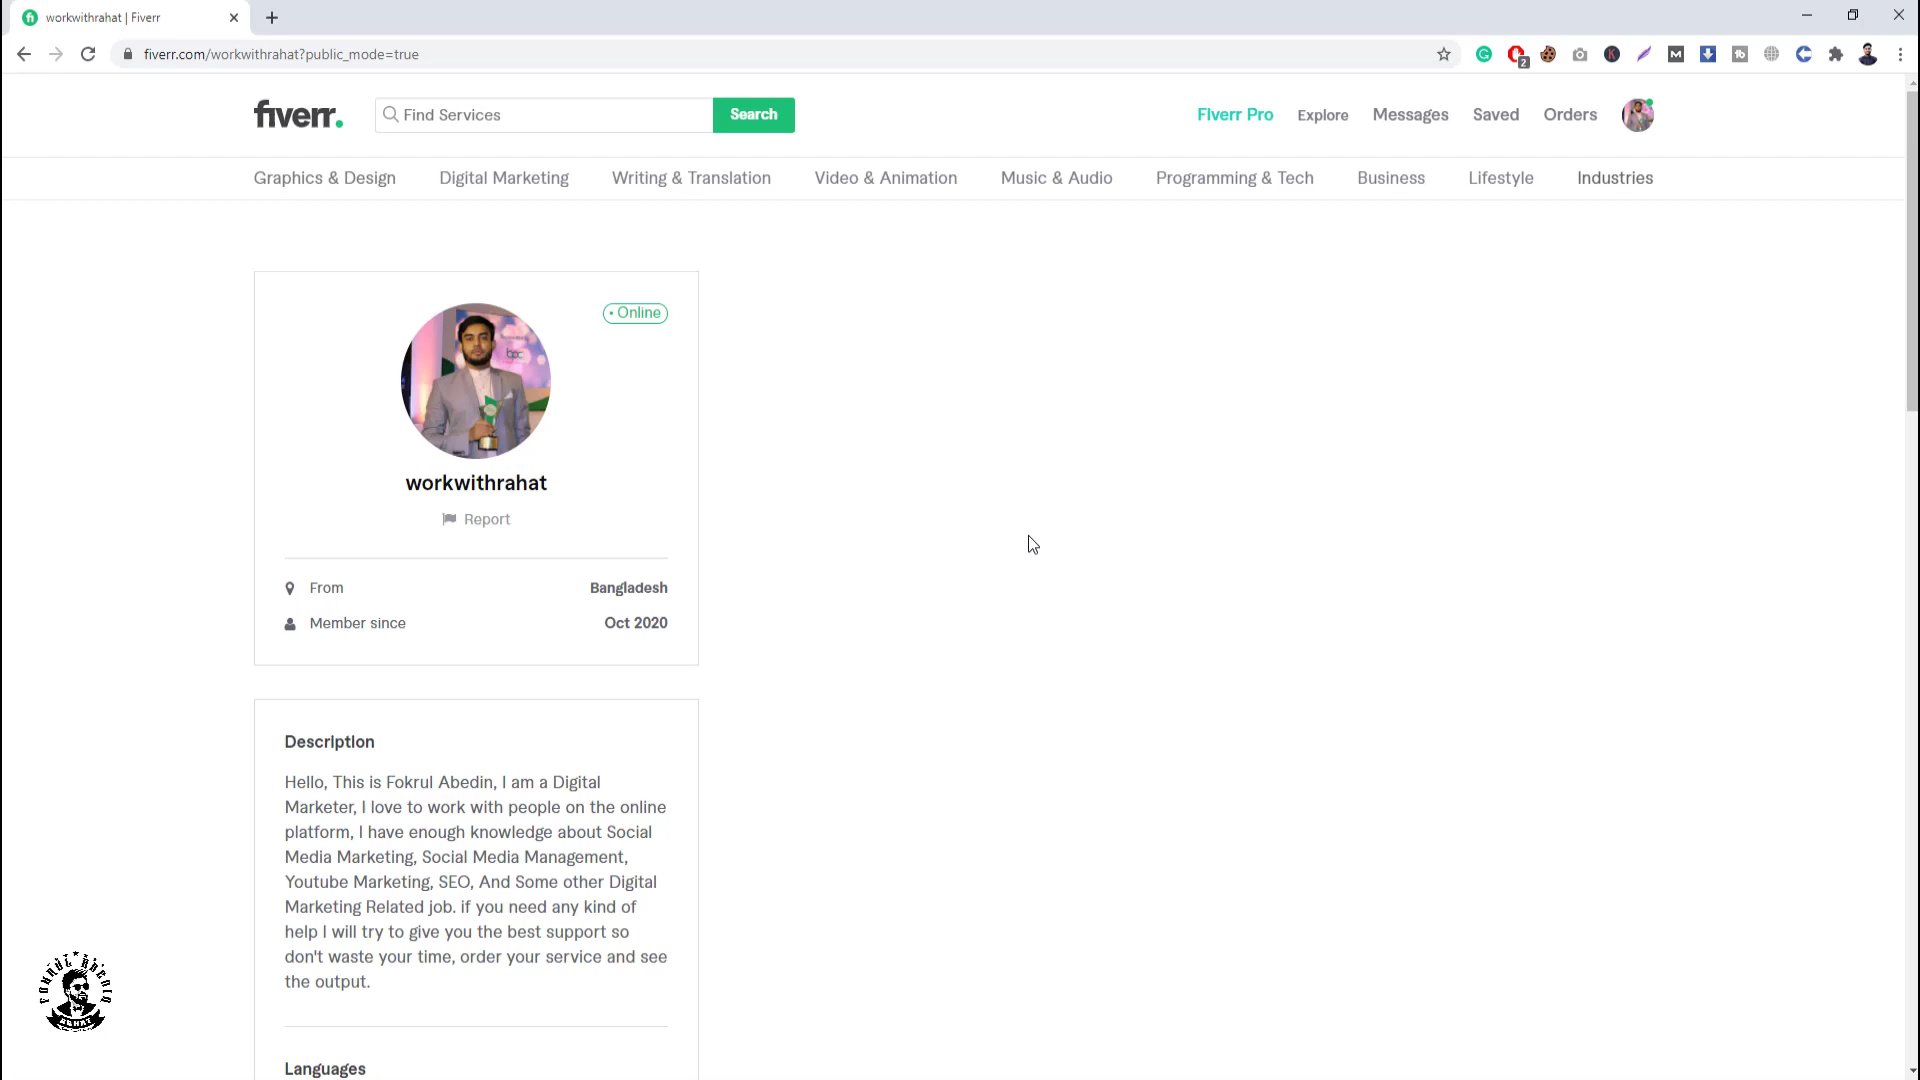 workwithrahat | Fiverr
fiverr.com/workwithrahat?public_mode=true
2
fiverr.
Find Services
Search
Fiverr Pro
Explore
Messages
Saved
Orders
Graphics & Design
Digital Marketing
Writing & Translation
Video & Animation
Music & Audio
Programming & Tech
Business
Lifestyle
Industries
• Online
bpc
workwithrahat
Report
From Bangladesh
Member since Oct 2020
Description
Hello, This is Fokrul Abedin, I am a Digital
Marketer, I love to work with people on the online
platform, I have enough knowledge about Social
Media Marketing, Social Media Management,
Youtube Marketing, SEO, And Some other Digital
Marketing Related job. if you need any kind of
help I will try to give you the best support so
don't waste your time, order your service and see
the output.
Languages
FOKRUL ABEDIN
RAHAT